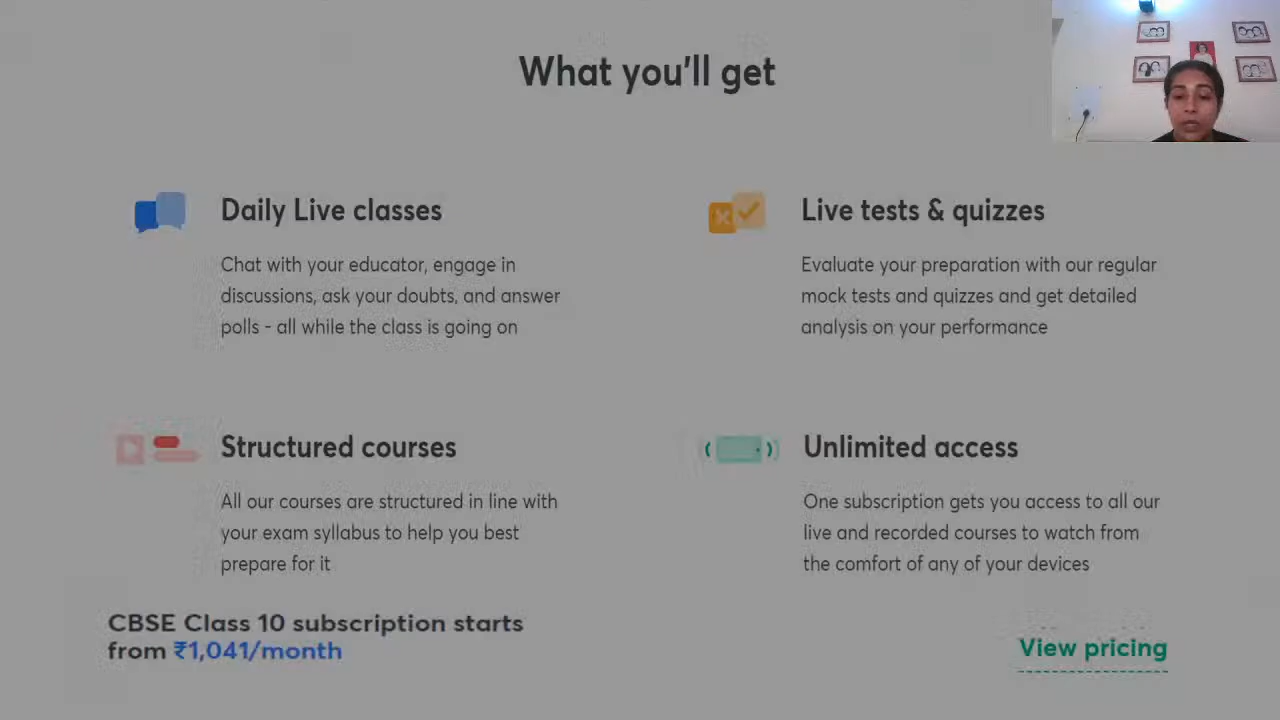 What you'll get
Daily Live classes
Chat with your educator, engage in
discussions, ask your doubts, and answer
polls - all while the class is going on
Live tests & quizzes
Evaluate your preparation with our regular
mock tests and quizzes and get detailed
analysis on your performance
Structured courses
All our courses are structured in line with
your exam syllabus to help you best
prepare for it
Unlimited access
One subscription gets you access to all our
live and recorded courses to watch from
the comfort of any of your devices
CBSE Class 10 subscription starts
from ₹1,041/month
View pricing